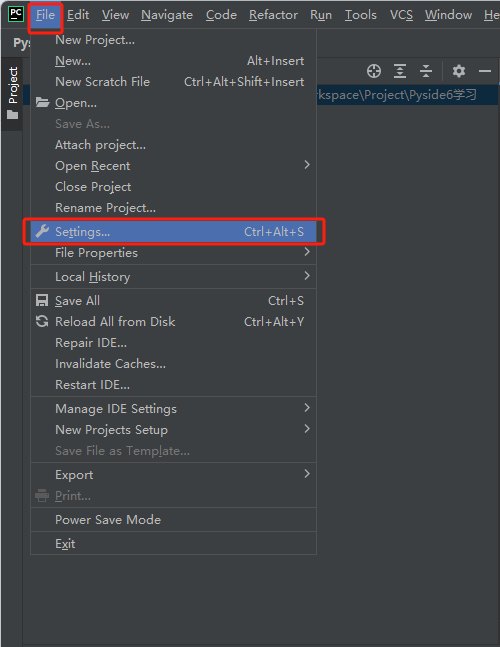 PC File Edit View Navigate Code Refactor Run Tools VCS Window Help
Pys
Project
rkspace\Project\Pyside6学习
New Project...
New... Alt+Insert
New Scratch File Ctrl+Alt+Shift+Insert
Open...
Save As...
Attach project...
Open Recent
Close Project
Rename Project...
Settings... Ctrl+Alt+S
File Properties
Local History
Save All Ctrl+S
Reload All from Disk Ctrl+Alt+Y
Repair IDE...
Invalidate Caches...
Restart IDE...
Manage IDE Settings
New Projects Setup
Save File as Template...
Export
Print...
Power Save Mode
Exit